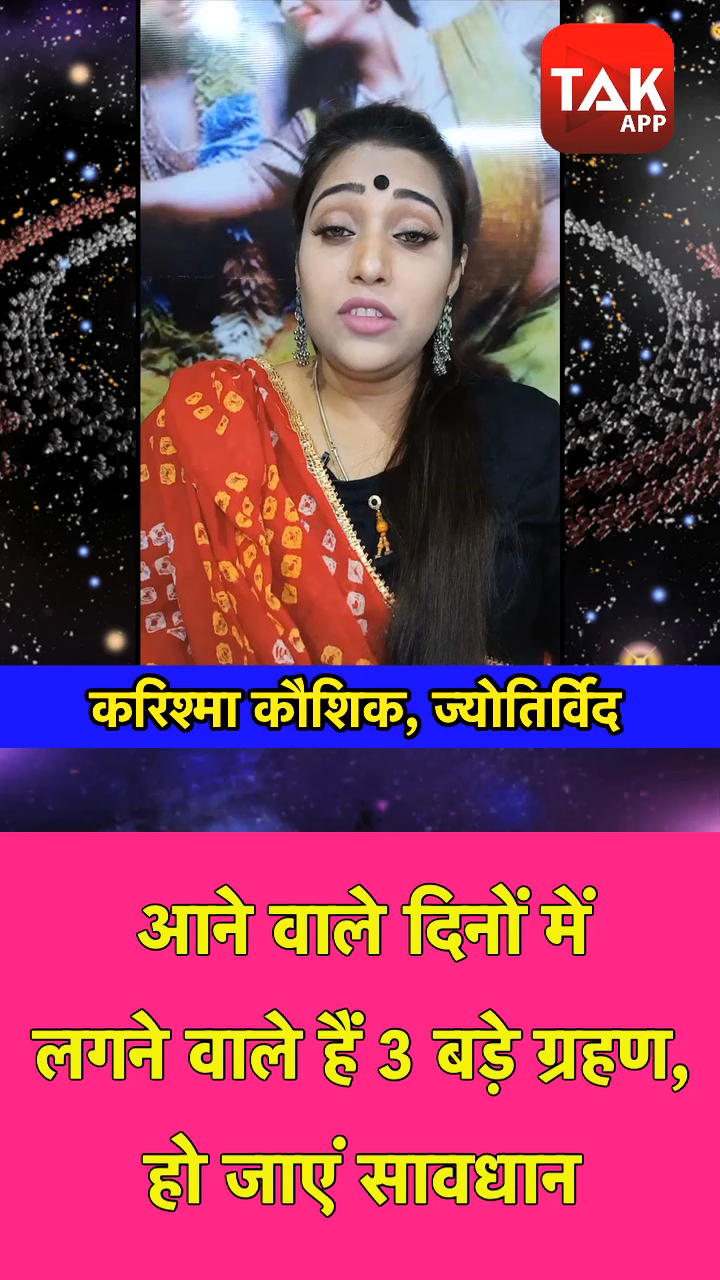 TAK
APP
करिश्मा कौशिक, ज्योतिर्विद
आने वाले दिनों में
लगने वाले हैं 3 बड़े ग्रहण,
हो जाएं सावधान